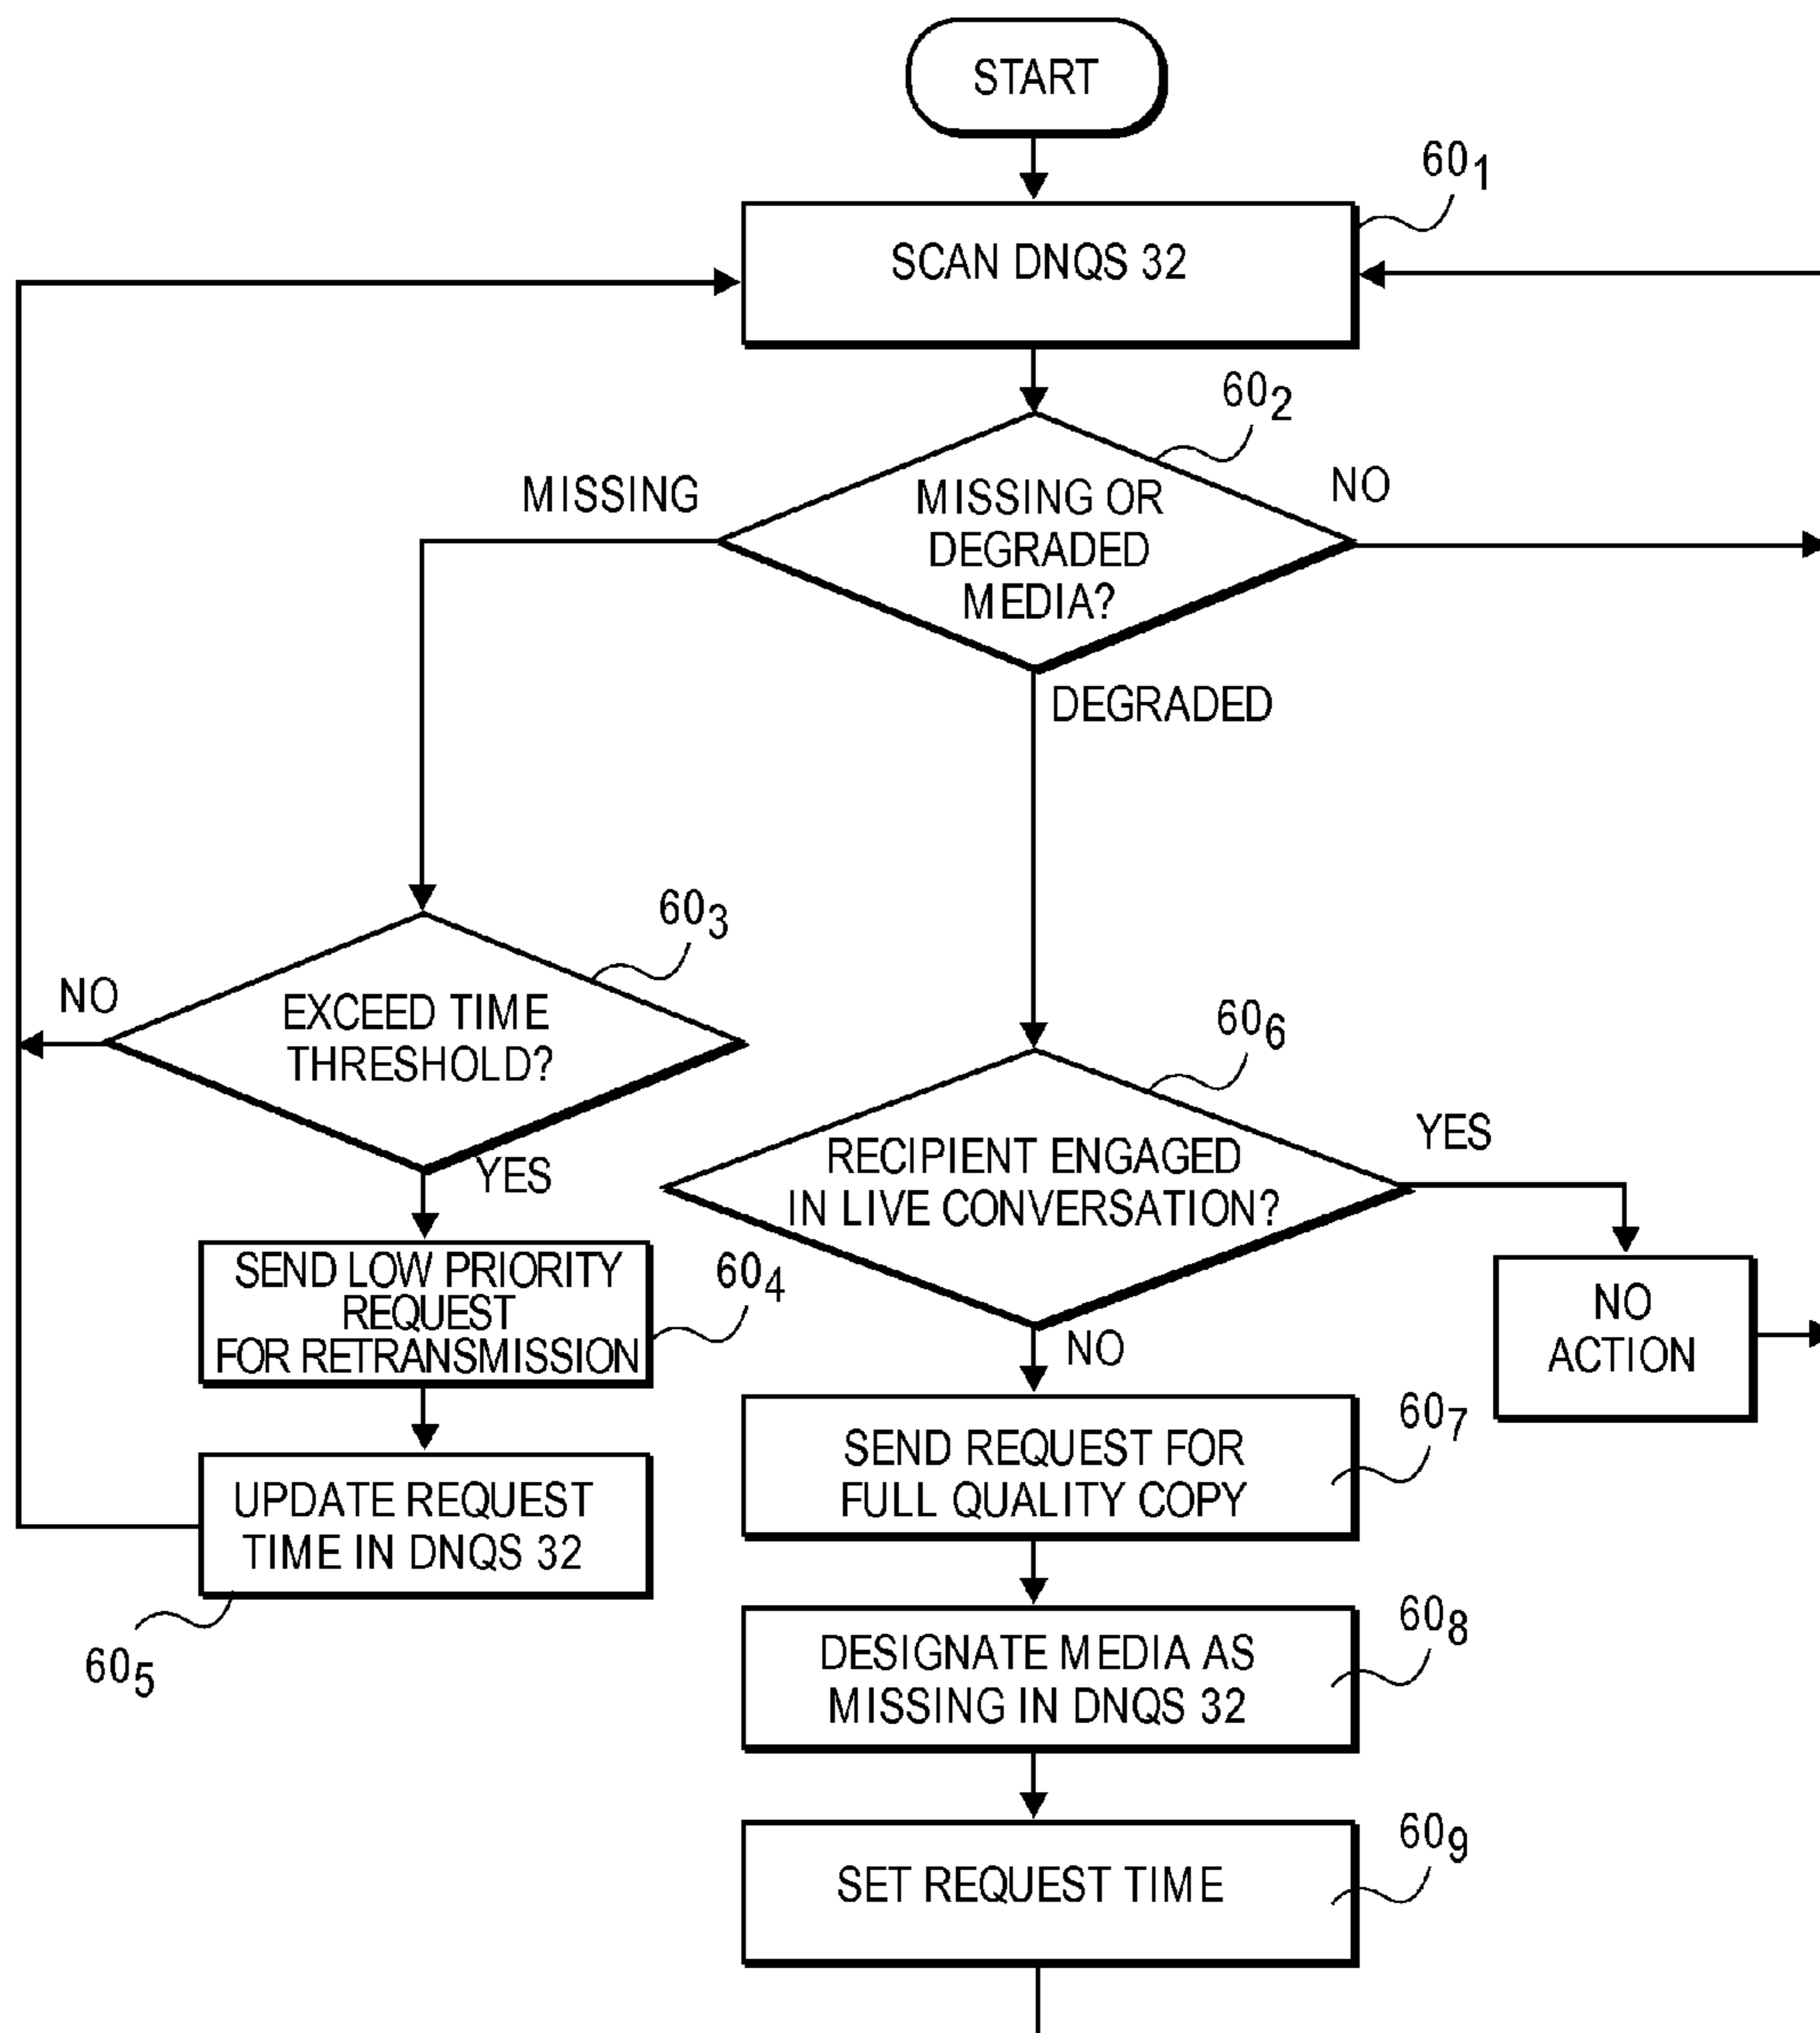 START
60₁
SCAN DNQS 32
60₂
MISSING
MISSING OR
DEGRADED
MEDIA?
NO
DEGRADED
60₃
NO
EXCEED TIME
THRESHOLD?
YES
60₆
RECIPIENT ENGAGED
IN LIVE CONVERSATION?
YES
SEND LOW PRIORITY
REQUEST
FOR RETRANSMISSION
60₄
NO
NO
ACTION
UPDATE REQUEST
TIME IN DNQS 32
60₅
SEND REQUEST FOR
FULL QUALITY COPY
60₇
DESIGNATE MEDIA AS
MISSING IN DNQS 32
60₈
SET REQUEST TIME
60₉